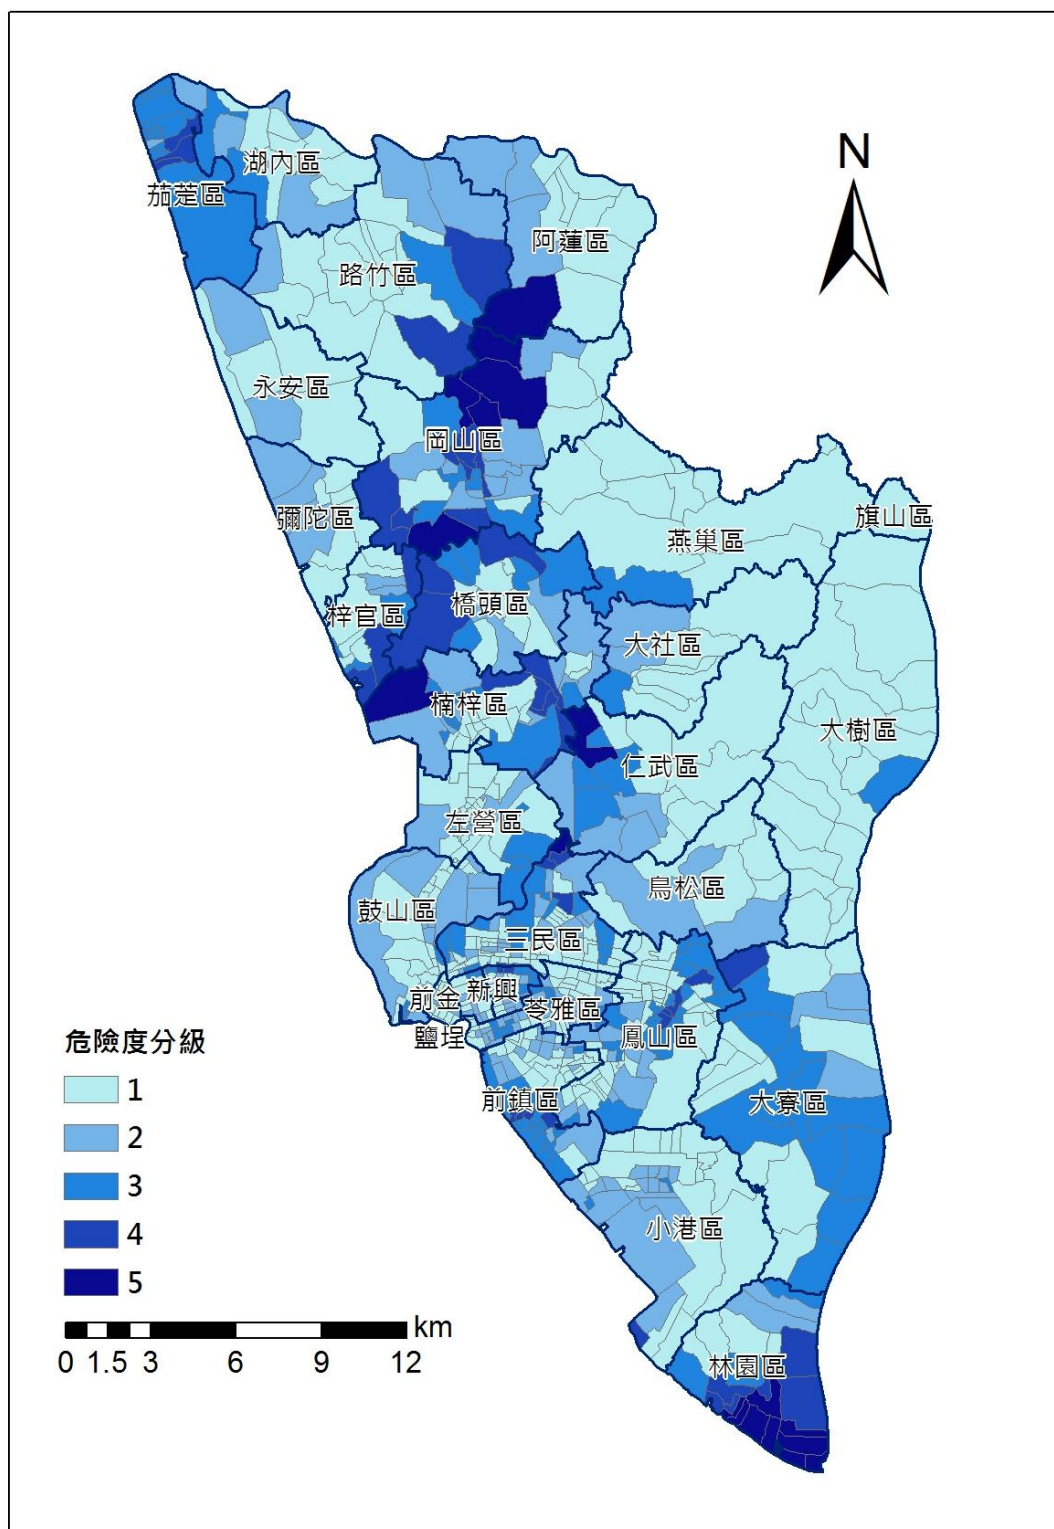 N
湖內區
茄萣區
阿蓮區
路竹區
永安區
岡山區
彌陀區
旗山區
燕巢區
橋頭區
梓官區
大社區
楠梓區
大樹區
仁武區
左營區
鳥松區
鼓山區
三民區
前金
新興
苓雅區
鹽埕
鳳山區
前鎮區
大寮區
小港區
林園區
危險度分級
1
2
3
4
5
km
0 1.5 3 6 9 12